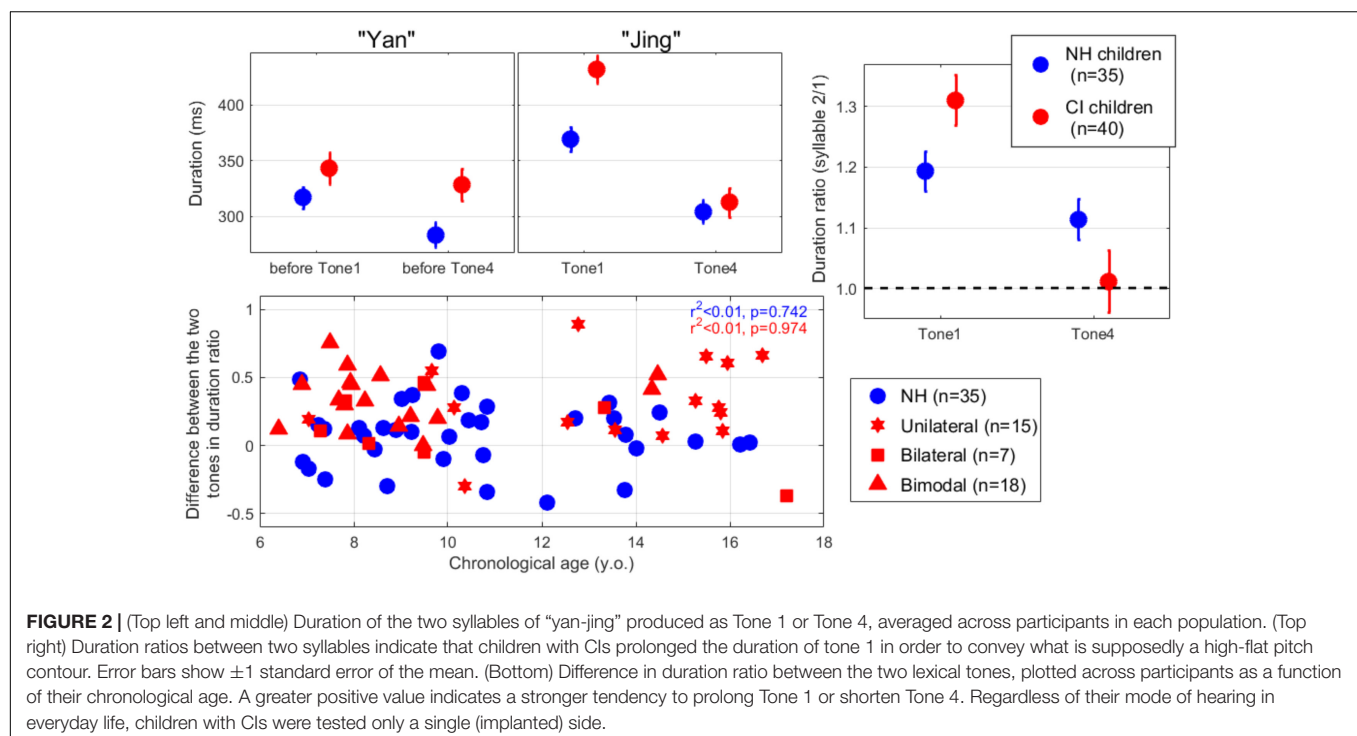 "Yan"
"Jing"
Duration (ms)
400
350
300
before Tone1
before Tone4
Tone1
Tone4
Duration ratio (syllable 2/1)
1.3
1.2
1.1
1.0
Tone1
Tone4
NH children
(n=35)
CI children
(n=40)
Difference between the two
tones in duration ratio
1
0.5
0
-0.5
r²<0.01, p=0.742
r²<0.01, p=0.974
6
8
10
12
14
16
18
Chronological age (y.o.)
NH (n=35)
Unilateral (n=15)
Bilateral (n=7)
Bimodal (n=18)
FIGURE 2 | (Top left and middle) Duration of the two syllables of “yan-jing” produced as Tone 1 or Tone 4, averaged across participants in each population. (Top
right) Duration ratios between two syllables indicate that children with CIs prolonged the duration of tone 1 in order to convey what is supposedly a high-flat pitch
contour. Error bars show ±1 standard error of the mean. (Bottom) Difference in duration ratio between the two lexical tones, plotted across participants as a function
of their chronological age. A greater positive value indicates a stronger tendency to prolong Tone 1 or shorten Tone 4. Regardless of their mode of hearing in
everyday life, children with CIs were tested only a single (implanted) side.